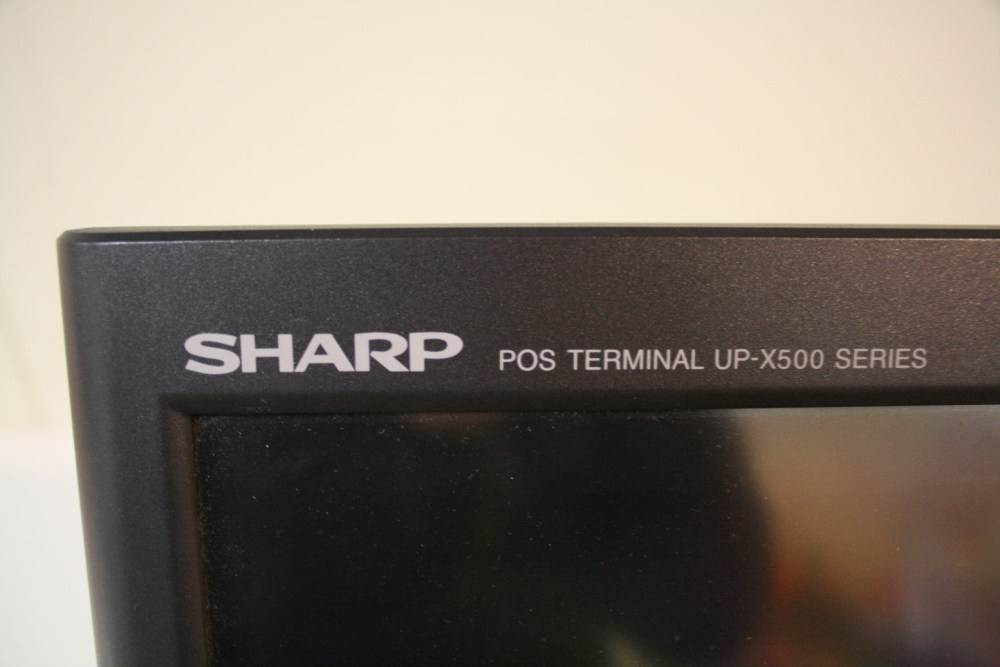 SHARP POS TERMINAL UP-X500 SERIES